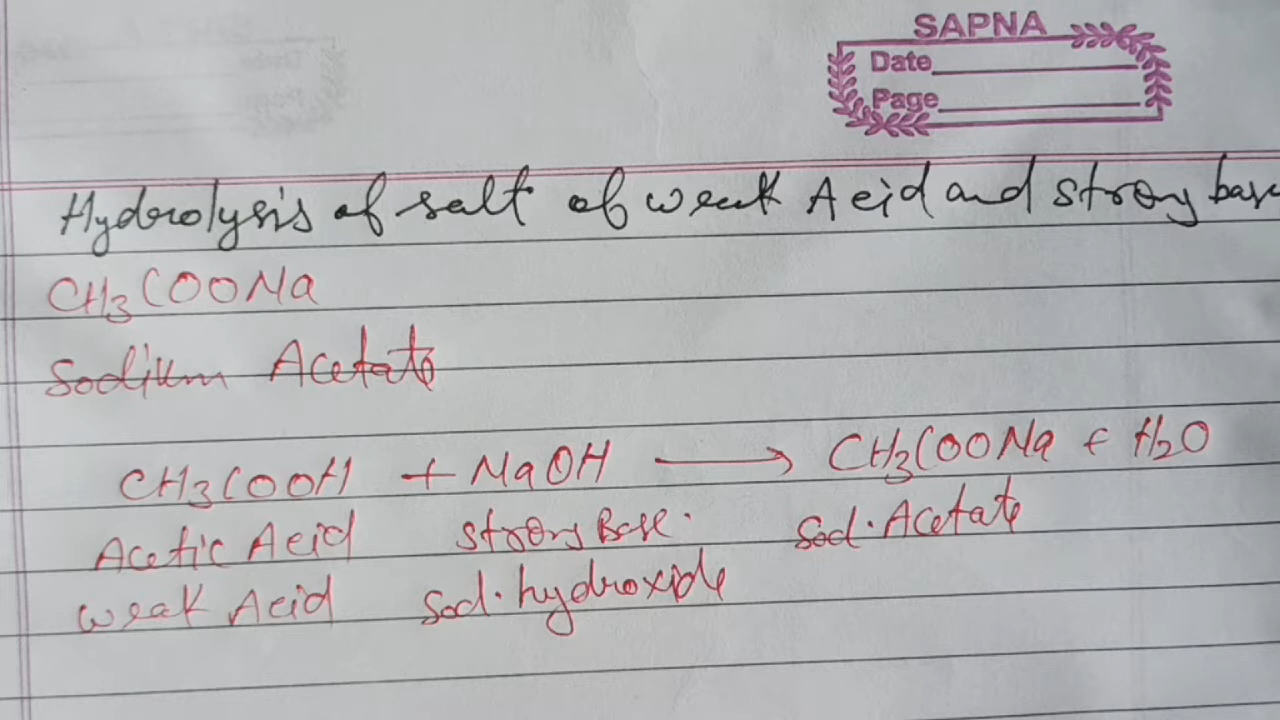 SAPNA
Date
Page
Hydrolysis of salt of weak Acid and strong base
CH3COONa
Sodium Acetate
CH3COOH + NaOH ⟶ CH3COONa + H2O
Acetic Acid strong Base. Sod. Acetate
weak Acid Sod. hydroxide